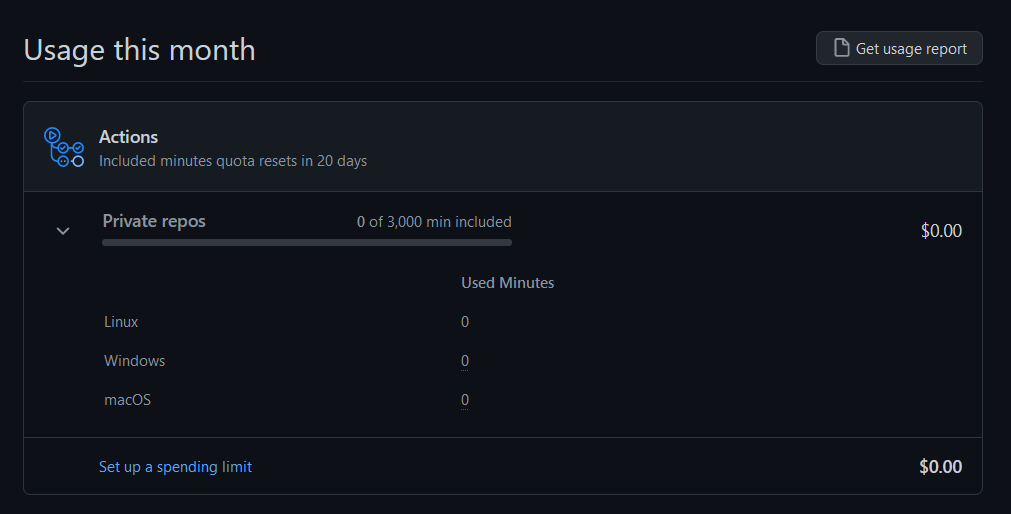 Usage this month
Get usage report
Actions
Included minutes quota resets in 20 days
Private repos
0 of 3,000 min included
$0.00
Used Minutes
Linux 0
Windows 0
macOS 0
Set up a spending limit
$0.00